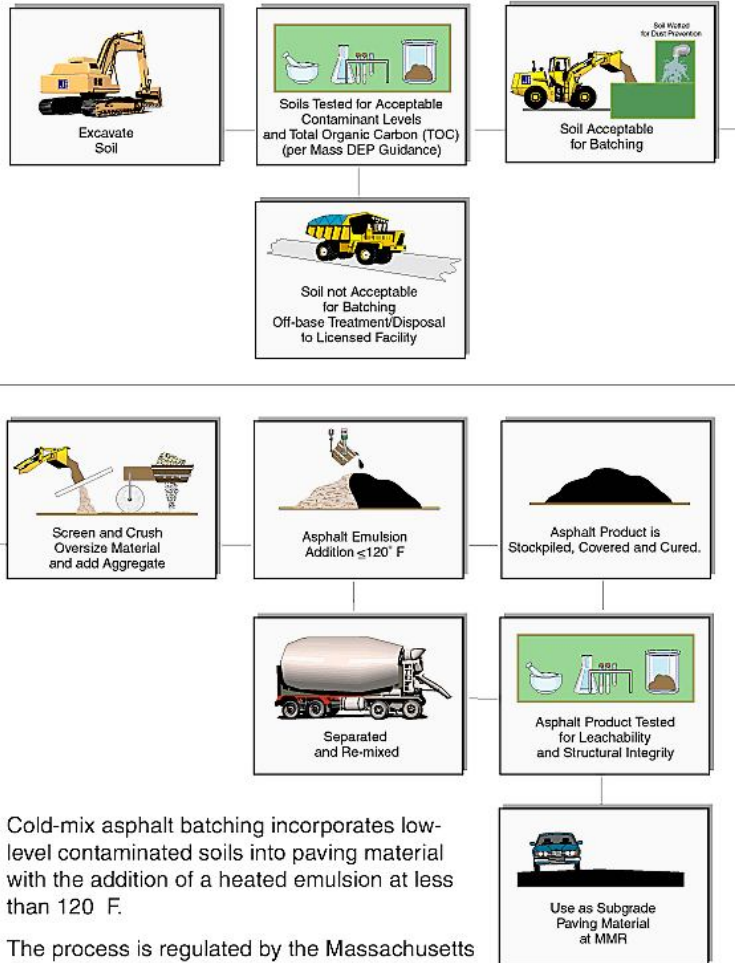 Excavate
Soil
Soils Tested for Acceptable
Contaminant Levels
and Total Organic Carbon (TOC)
(per Mass DEP Guidance)
Soil Wetted
for Dust Prevention
Soil Acceptable
for Batching
Soil not Acceptable
for Batching
Off-base Treatment/Disposal
to Licensed Facility
Screen and Crush
Oversize Material
and add Aggregate
Asphalt Emulsion
Addition ≤120° F
Asphalt Product is
Stockpiled, Covered and Cured.
Separated
and Re-mixed
Asphalt Product Tested
for Leachability
and Structural Integrity
Use as Subgrade
Paving Material
at MMR
Cold-mix asphalt batching incorporates low-
level contaminated soils into paving material
with the addition of a heated emulsion at less
than 120 F.
The process is regulated by the Massachusetts